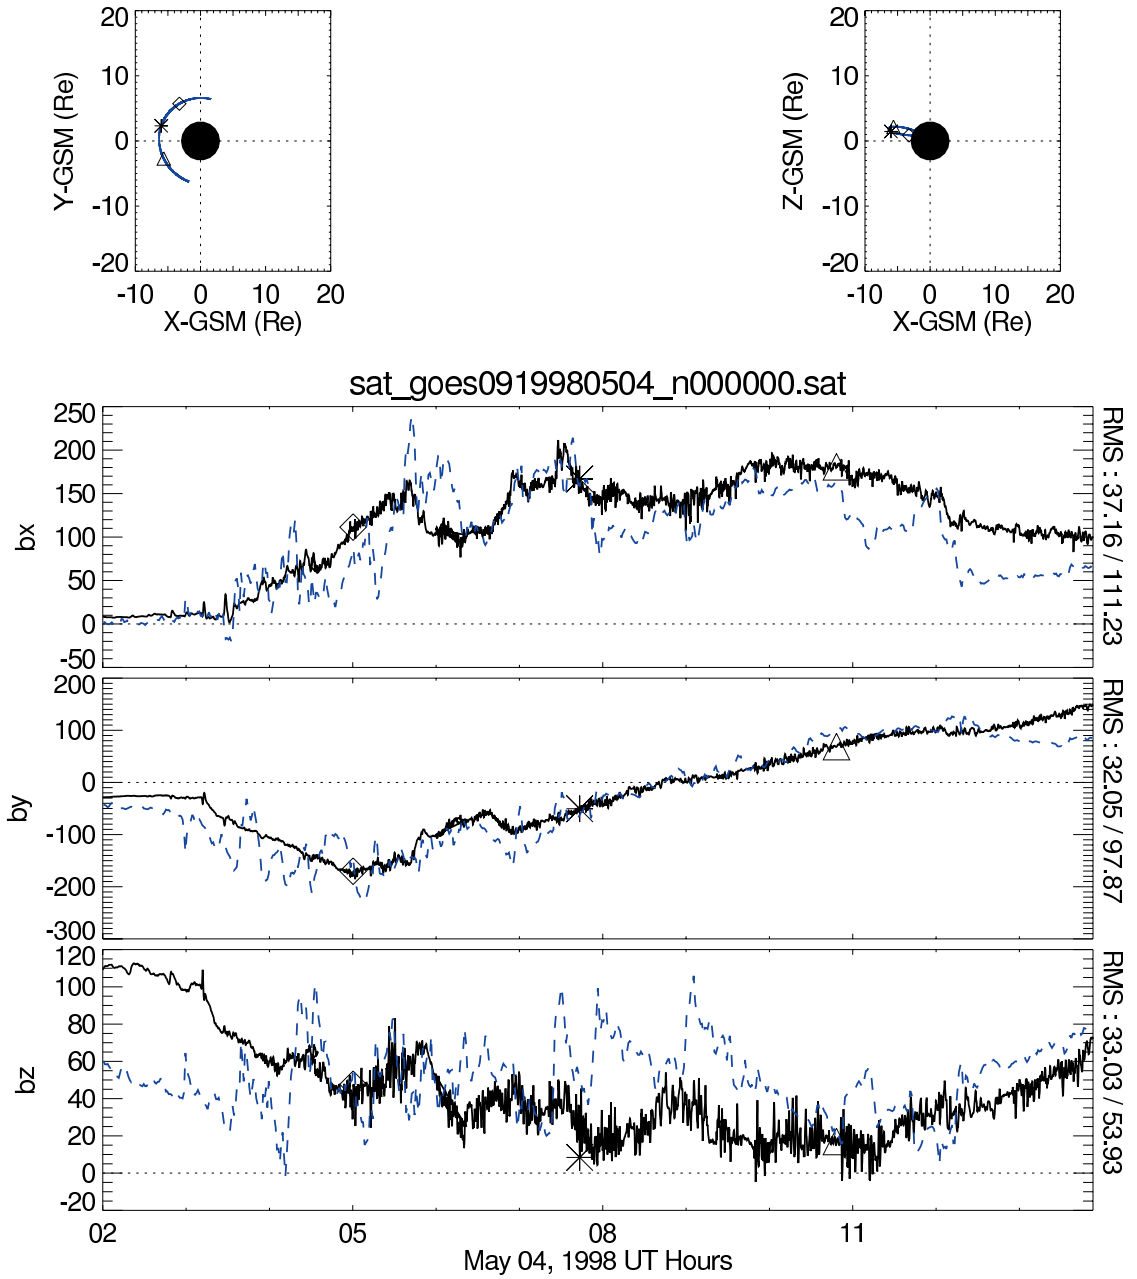 20
10
0
-10
-20
Y-GSM (Re)
-10 0 10 20
X-GSM (Re)
20
10
0
-10
-20
Z-GSM (Re)
-10 0 10 20
X-GSM (Re)
sat_goes0919980504_n000000.sat
250
200
150
100
50
0
-50
bx
RMS : 37.16 / 111.23
200
100
0
-100
-200
-300
by
RMS : 32.05 / 97.87
120
100
80
60
40
20
0
-20
bz
RMS : 33.03 / 53.93
02 05 08 11
May 04, 1998 UT Hours